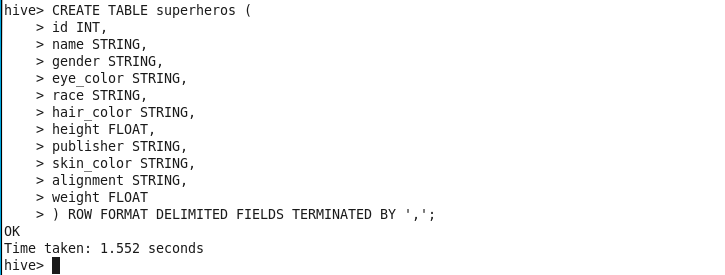 hive> CREATE TABLE superheros (
    > id INT,
    > name STRING,
    > gender STRING,
    > eye_color STRING,
    > race STRING,
    > hair_color STRING,
    > height FLOAT,
    > publisher STRING,
    > skin_color STRING,
    > alignment STRING,
    > weight FLOAT
    > ) ROW FORMAT DELIMITED FIELDS TERMINATED BY ',';
OK
Time taken: 1.552 seconds
hive>